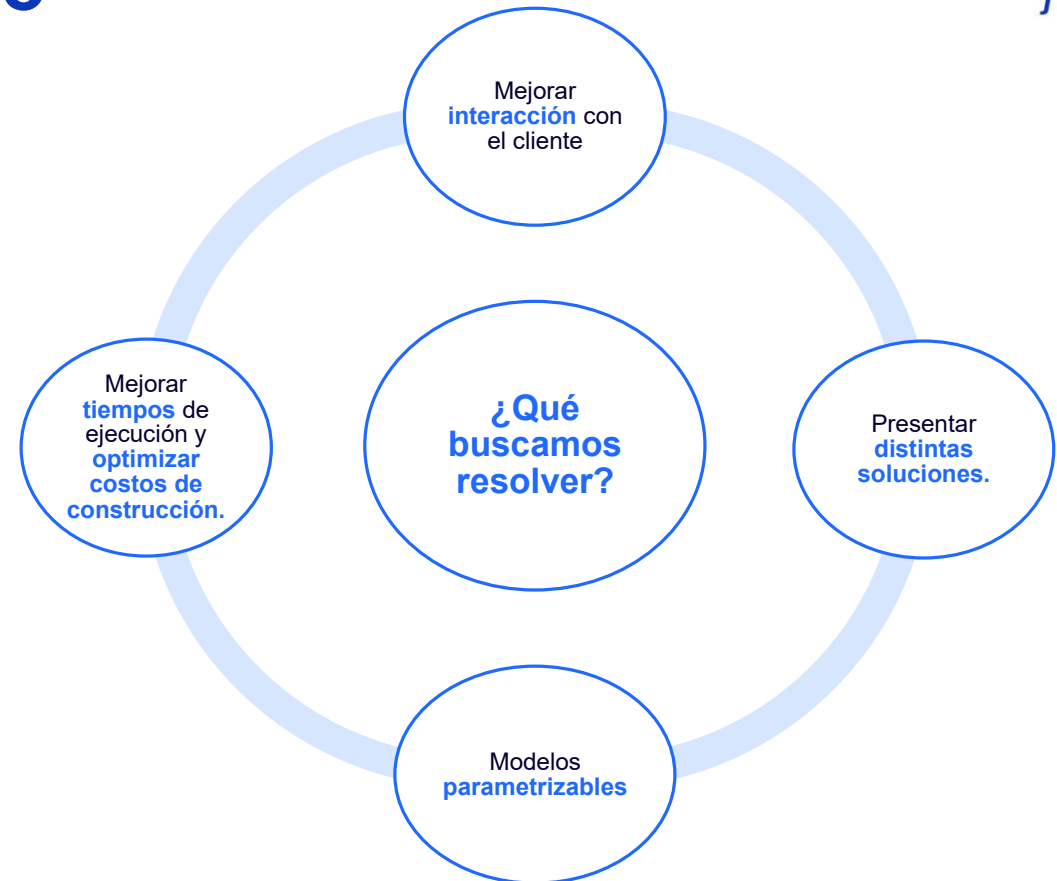 Mejorar
interacción con
el cliente
¿Qué
buscamos
resolver?
Mejorar
tiempos de
ejecución y
optimizar
costos de
construcción.
Presentar
distintas
soluciones.
Modelos
parametrizables